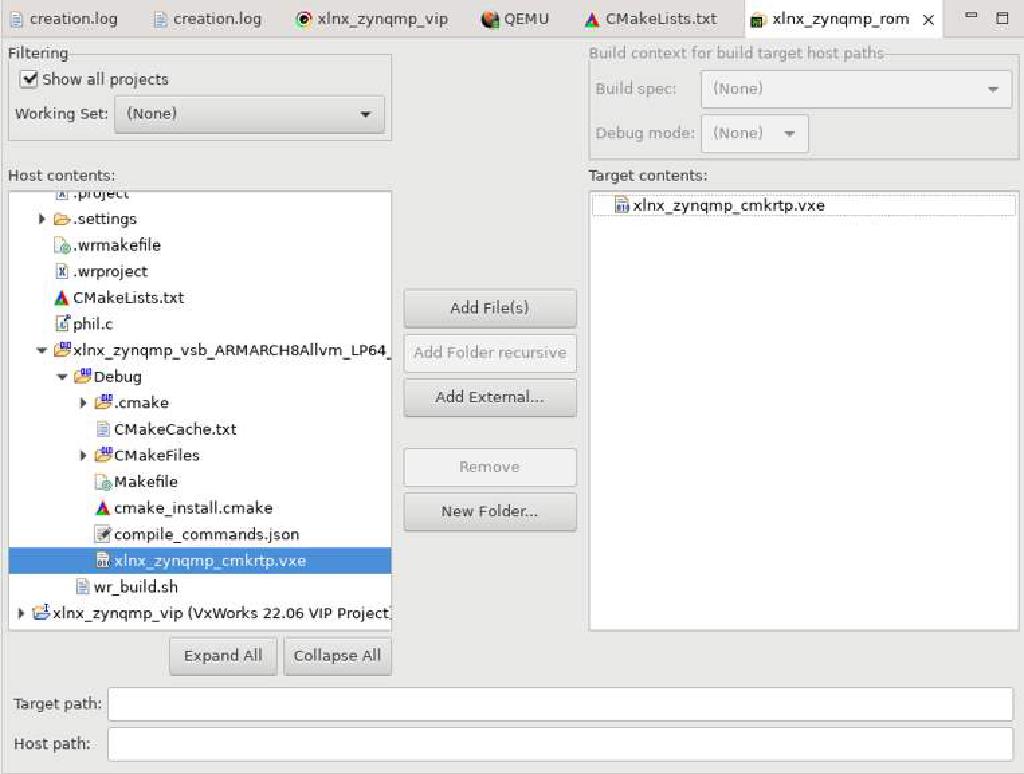 creation.log creation.log xlnx_zynqmp_vip QEMU CMakeLists.txt xlnx_zynqmp_rom
Filtering
Show all projects
Working Set: (None)
Build context for build target host paths
Build spec: (None)
Debug mode: (None)
Host contents:
.project
.settings
.wrmakefile
.wrproject
CMakeLists.txt
phil.c
xlnx_zynqmp_vsb_ARMARCH8Allvm_LP64_
Debug
.cmake
CMakeCache.txt
CMakeFiles
Makefile
cmake_install.cmake
compile_commands.json
xlnx_zynqmp_cmkrtp.vxe
wr_build.sh
xlnx_zynqmp_vip (VxWorks 22.06 VIP Project)
Expand All Collapse All
Add File(s)
Add Folder recursive
Add External...
Remove
New Folder...
Target contents:
xlnx_zynqmp_cmkrtp.vxe
Target path:
Host path: